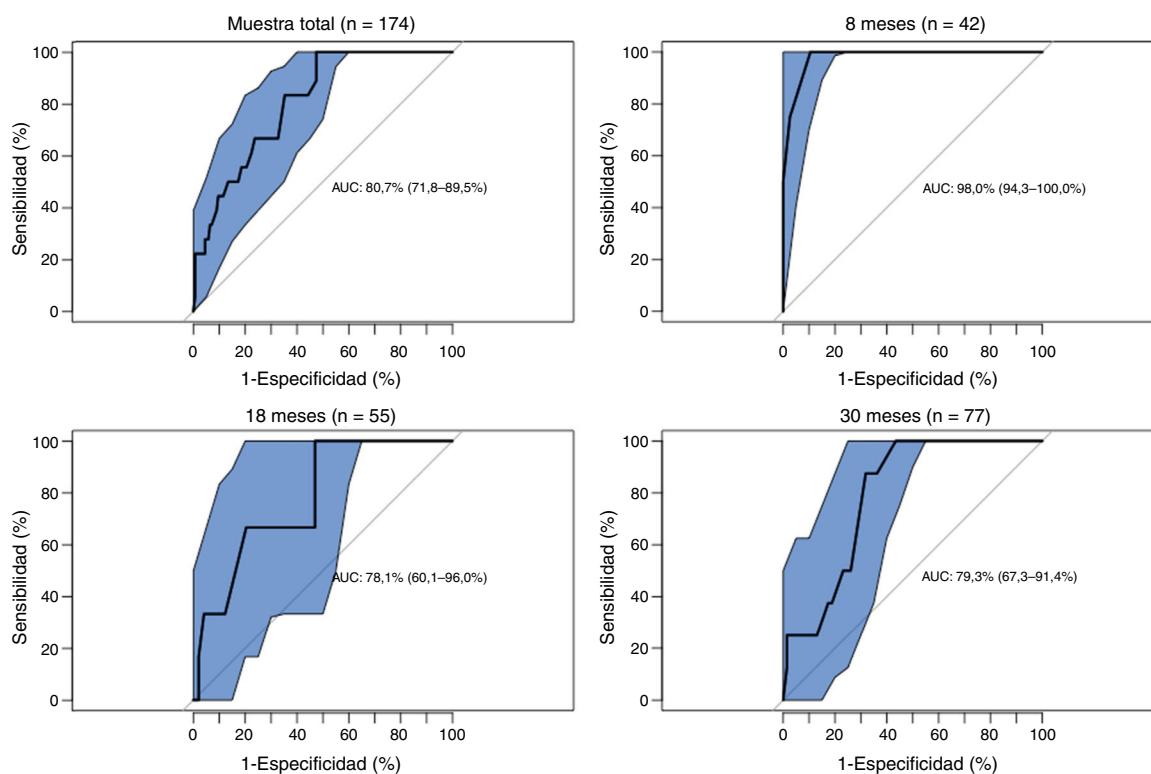 Muestra total (n = 174)
Sensibilidad (%)
100
80
60
40
20
0
AUC: 80,7% (71,8–89,5%)
0 20 40 60 80 100
1-Especificidad (%)
8 meses (n = 42)
Sensibilidad (%)
100
80
60
40
20
0
AUC: 98,0% (94,3–100,0%)
0 20 40 60 80 100
1-Especificidad (%)
18 meses (n = 55)
Sensibilidad (%)
100
80
60
40
20
0
AUC: 78,1% (60,1–96,0%)
0 20 40 60 80 100
1-Especificidad (%)
30 meses (n = 77)
Sensibilidad (%)
100
80
60
40
20
0
AUC: 79,3% (67,3–91,4%)
0 20 40 60 80 100
1-Especificidad (%)